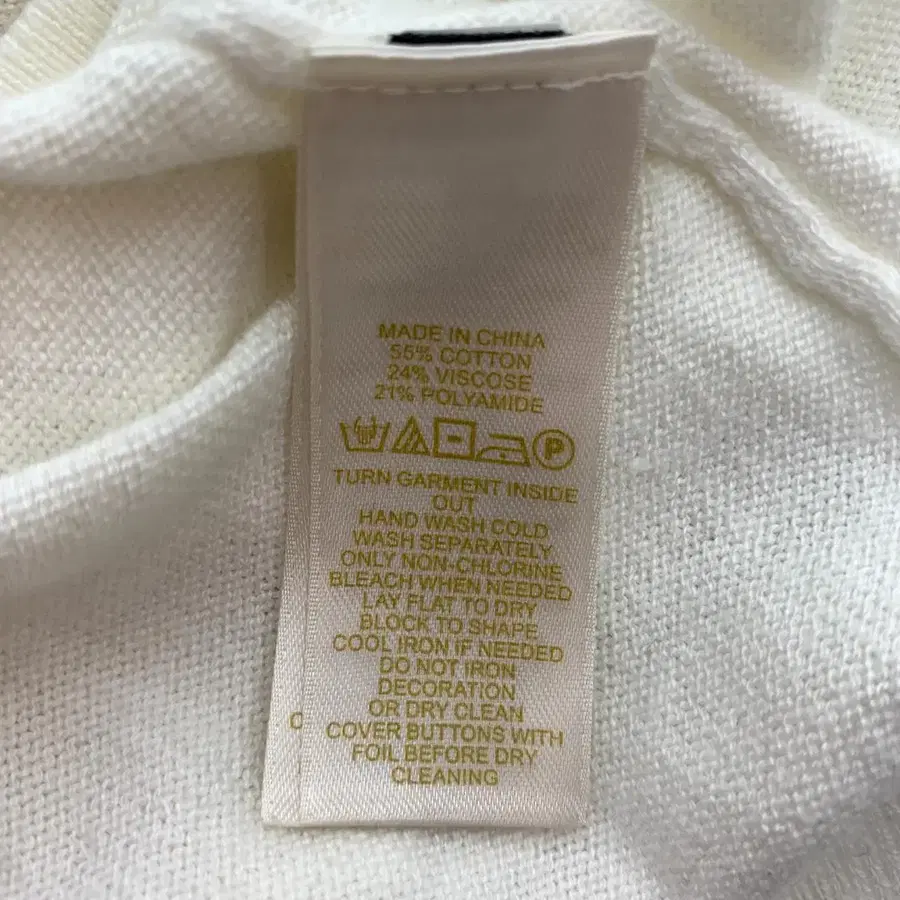 MADE IN CHINA
55% COTTON
24% VISCOSE
21% POLYAMIDE
P
TURN GARMENT INSIDE
OUT
HAND WASH COLD
WASH SEPARATELY
ONLY NON-CHLORINE
BLEACH WHEN NEEDED
LAY FLAT TO DRY
BLOCK TO SHAPE
COOL IRON IF NEEDED
DO NOT IRON
DECORATION
OR DRY CLEAN
COVER BUTTONS WITH
FOIL BEFORE DRY
CLEANING